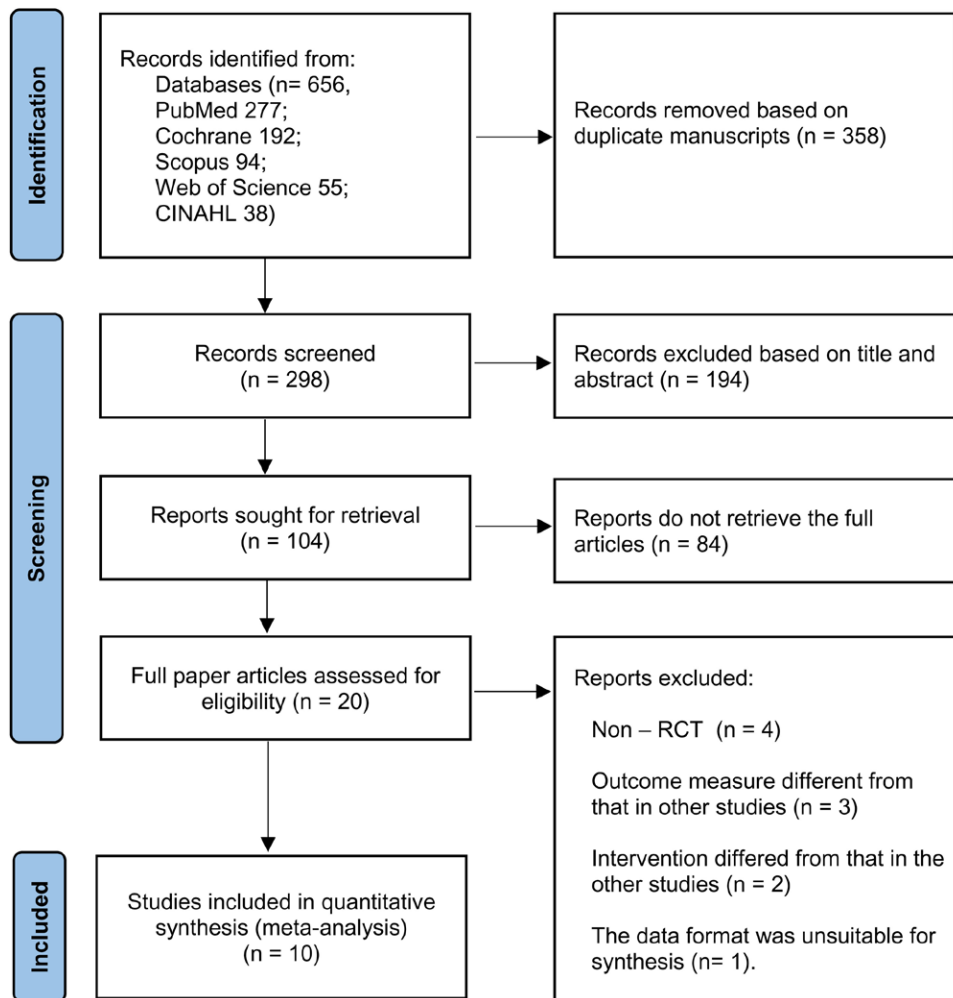 Identification
Records identified from:
Databases (n= 656,
PubMed 277;
Cochrane 192;
Scopus 94;
Web of Science 55;
CINAHL 38)
Records removed based on
duplicate manuscripts (n = 358)
Screening
Records screened
(n = 298)
Records excluded based on title and
abstract (n = 194)
Reports sought for retrieval
(n = 104)
Reports do not retrieve the full
articles (n = 84)
Full paper articles assessed for
eligibility (n = 20)
Reports excluded:
Non – RCT (n = 4)
Outcome measure different from
that in other studies (n = 3)
Intervention differed from that in the
other studies (n = 2)
The data format was unsuitable for
synthesis (n= 1).
Included
Studies included in quantitative
synthesis (meta-analysis)
(n = 10)